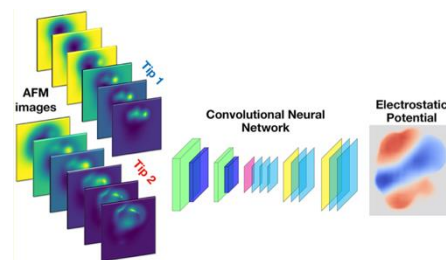 Tip 1
AFM
images
Tip 2
Convolutional Neural
Network
Electrostatic
Potential